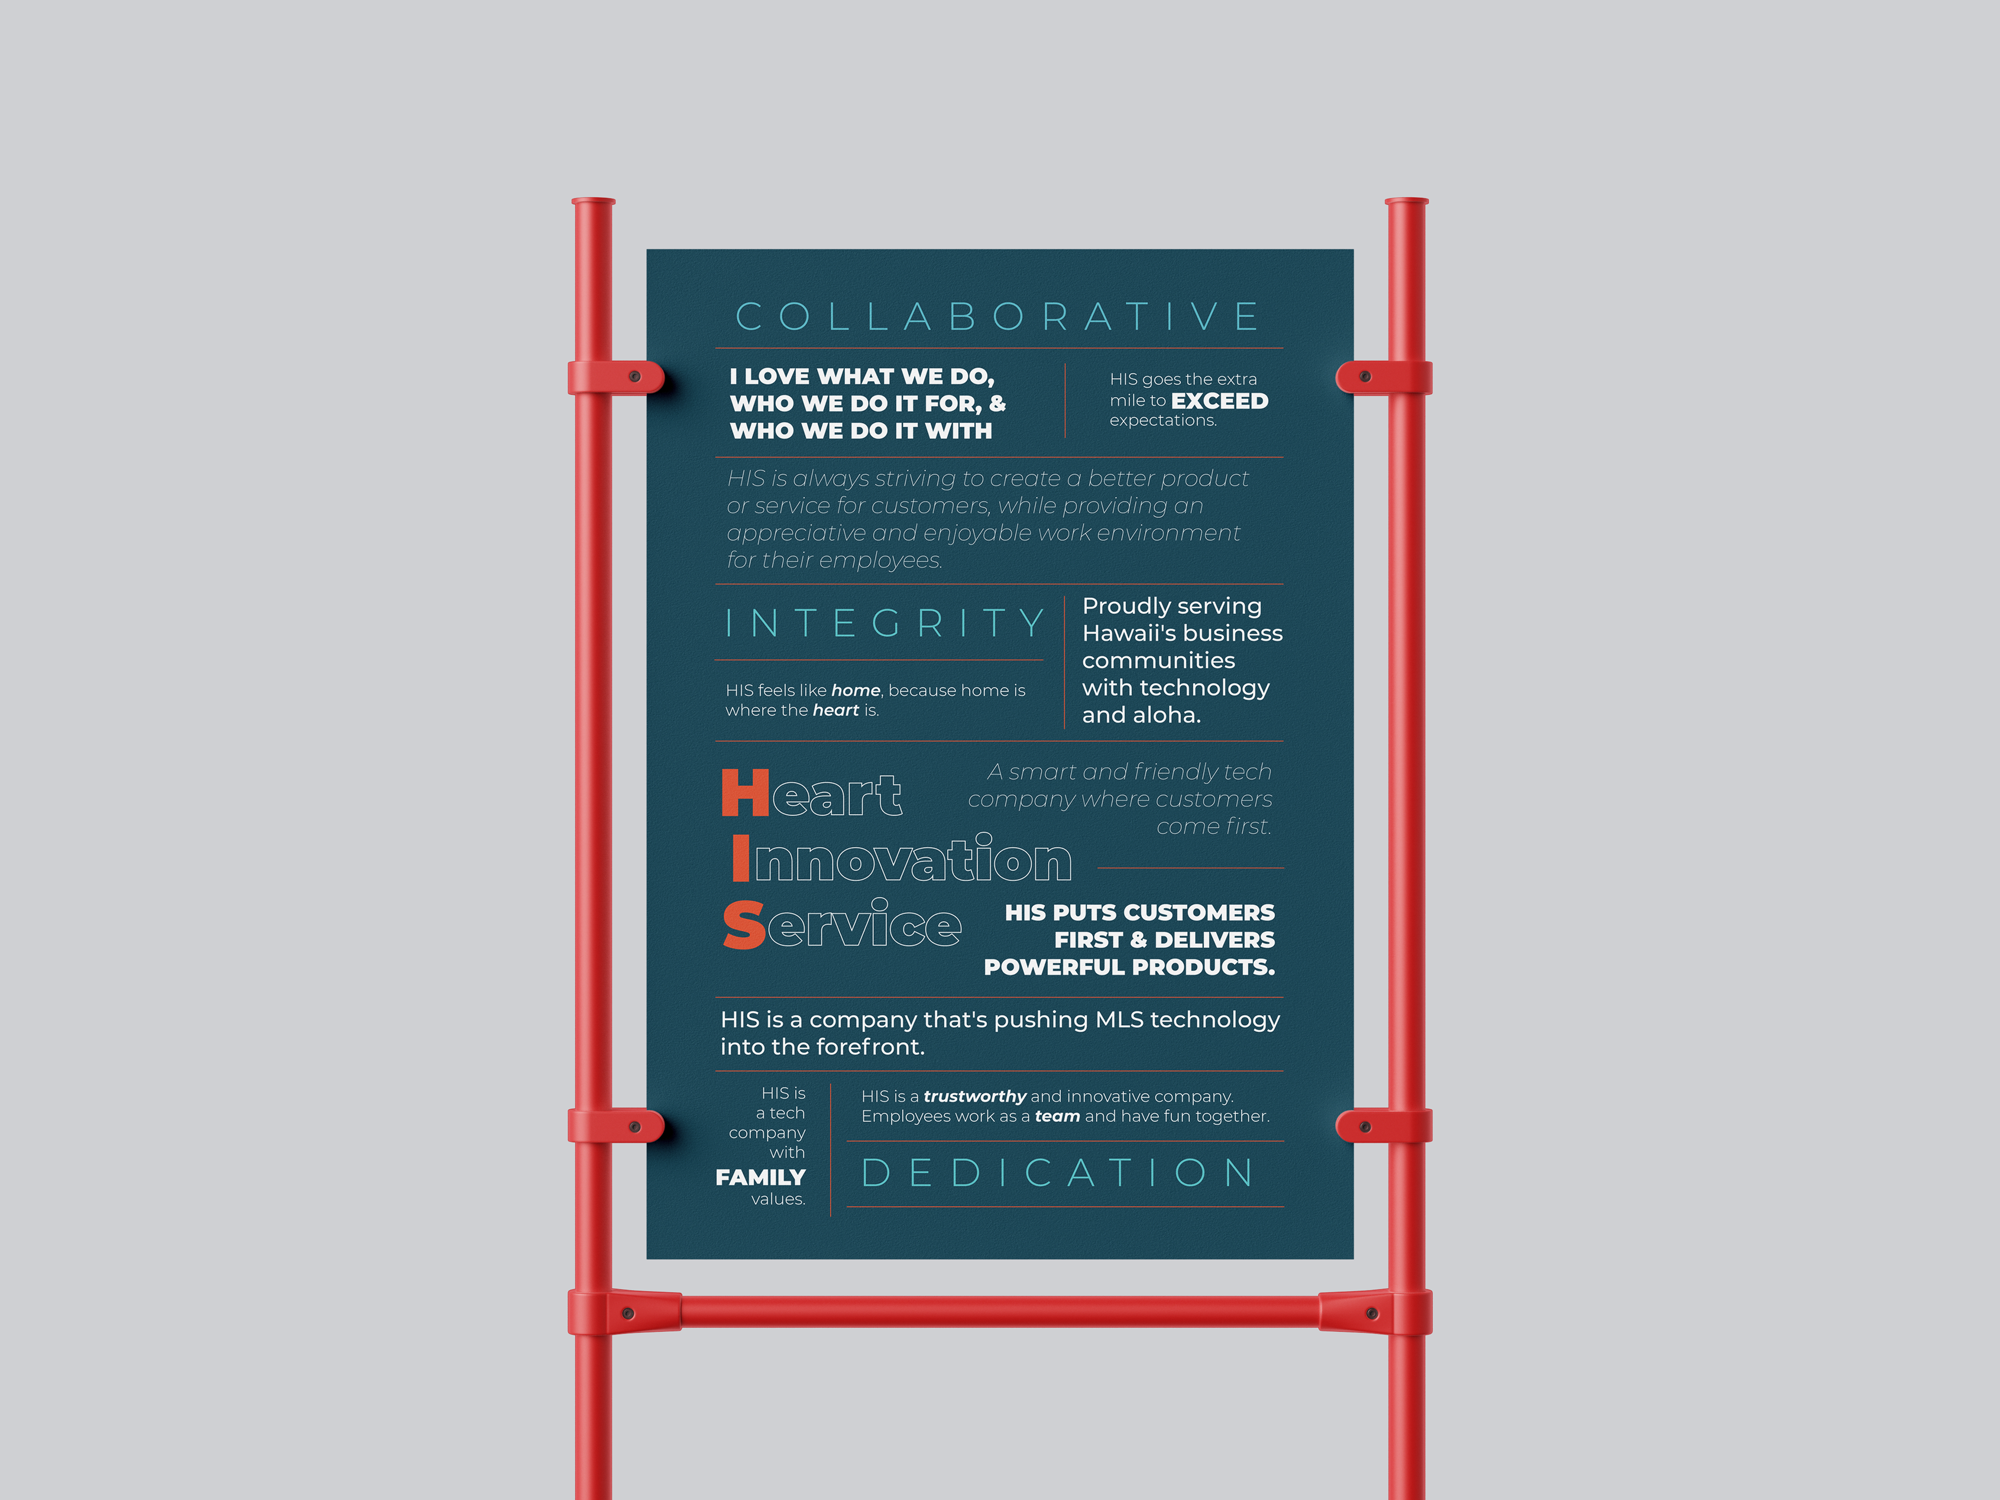 COLLABORATIVE
I LOVE WHAT WE DO,
WHO WE DO IT FOR, &
WHO WE DO IT WITH
HIS goes the extra
mile to EXCEED
expectations.
HIS is always striving to create a better product
or service for customers, while providing an
appreciative and enjoyable work environment
for their employees.
INTEGRITY
HIS feels like home, because home is
where the heart is.
Proudly serving
Hawaii's business
communities
with technology
and aloha.
Heart
Innovation
Service
A smart and friendly tech
company where customers
come first.
HIS PUTS CUSTOMERS
FIRST & DELIVERS
POWERFUL PRODUCTS.
HIS is a company that's pushing MLS technology
into the forefront.
HIS is
a tech
company
with
FAMILY
values.
HIS is a trustworthy and innovative company.
Employees work as a team and have fun together.
DEDICATION